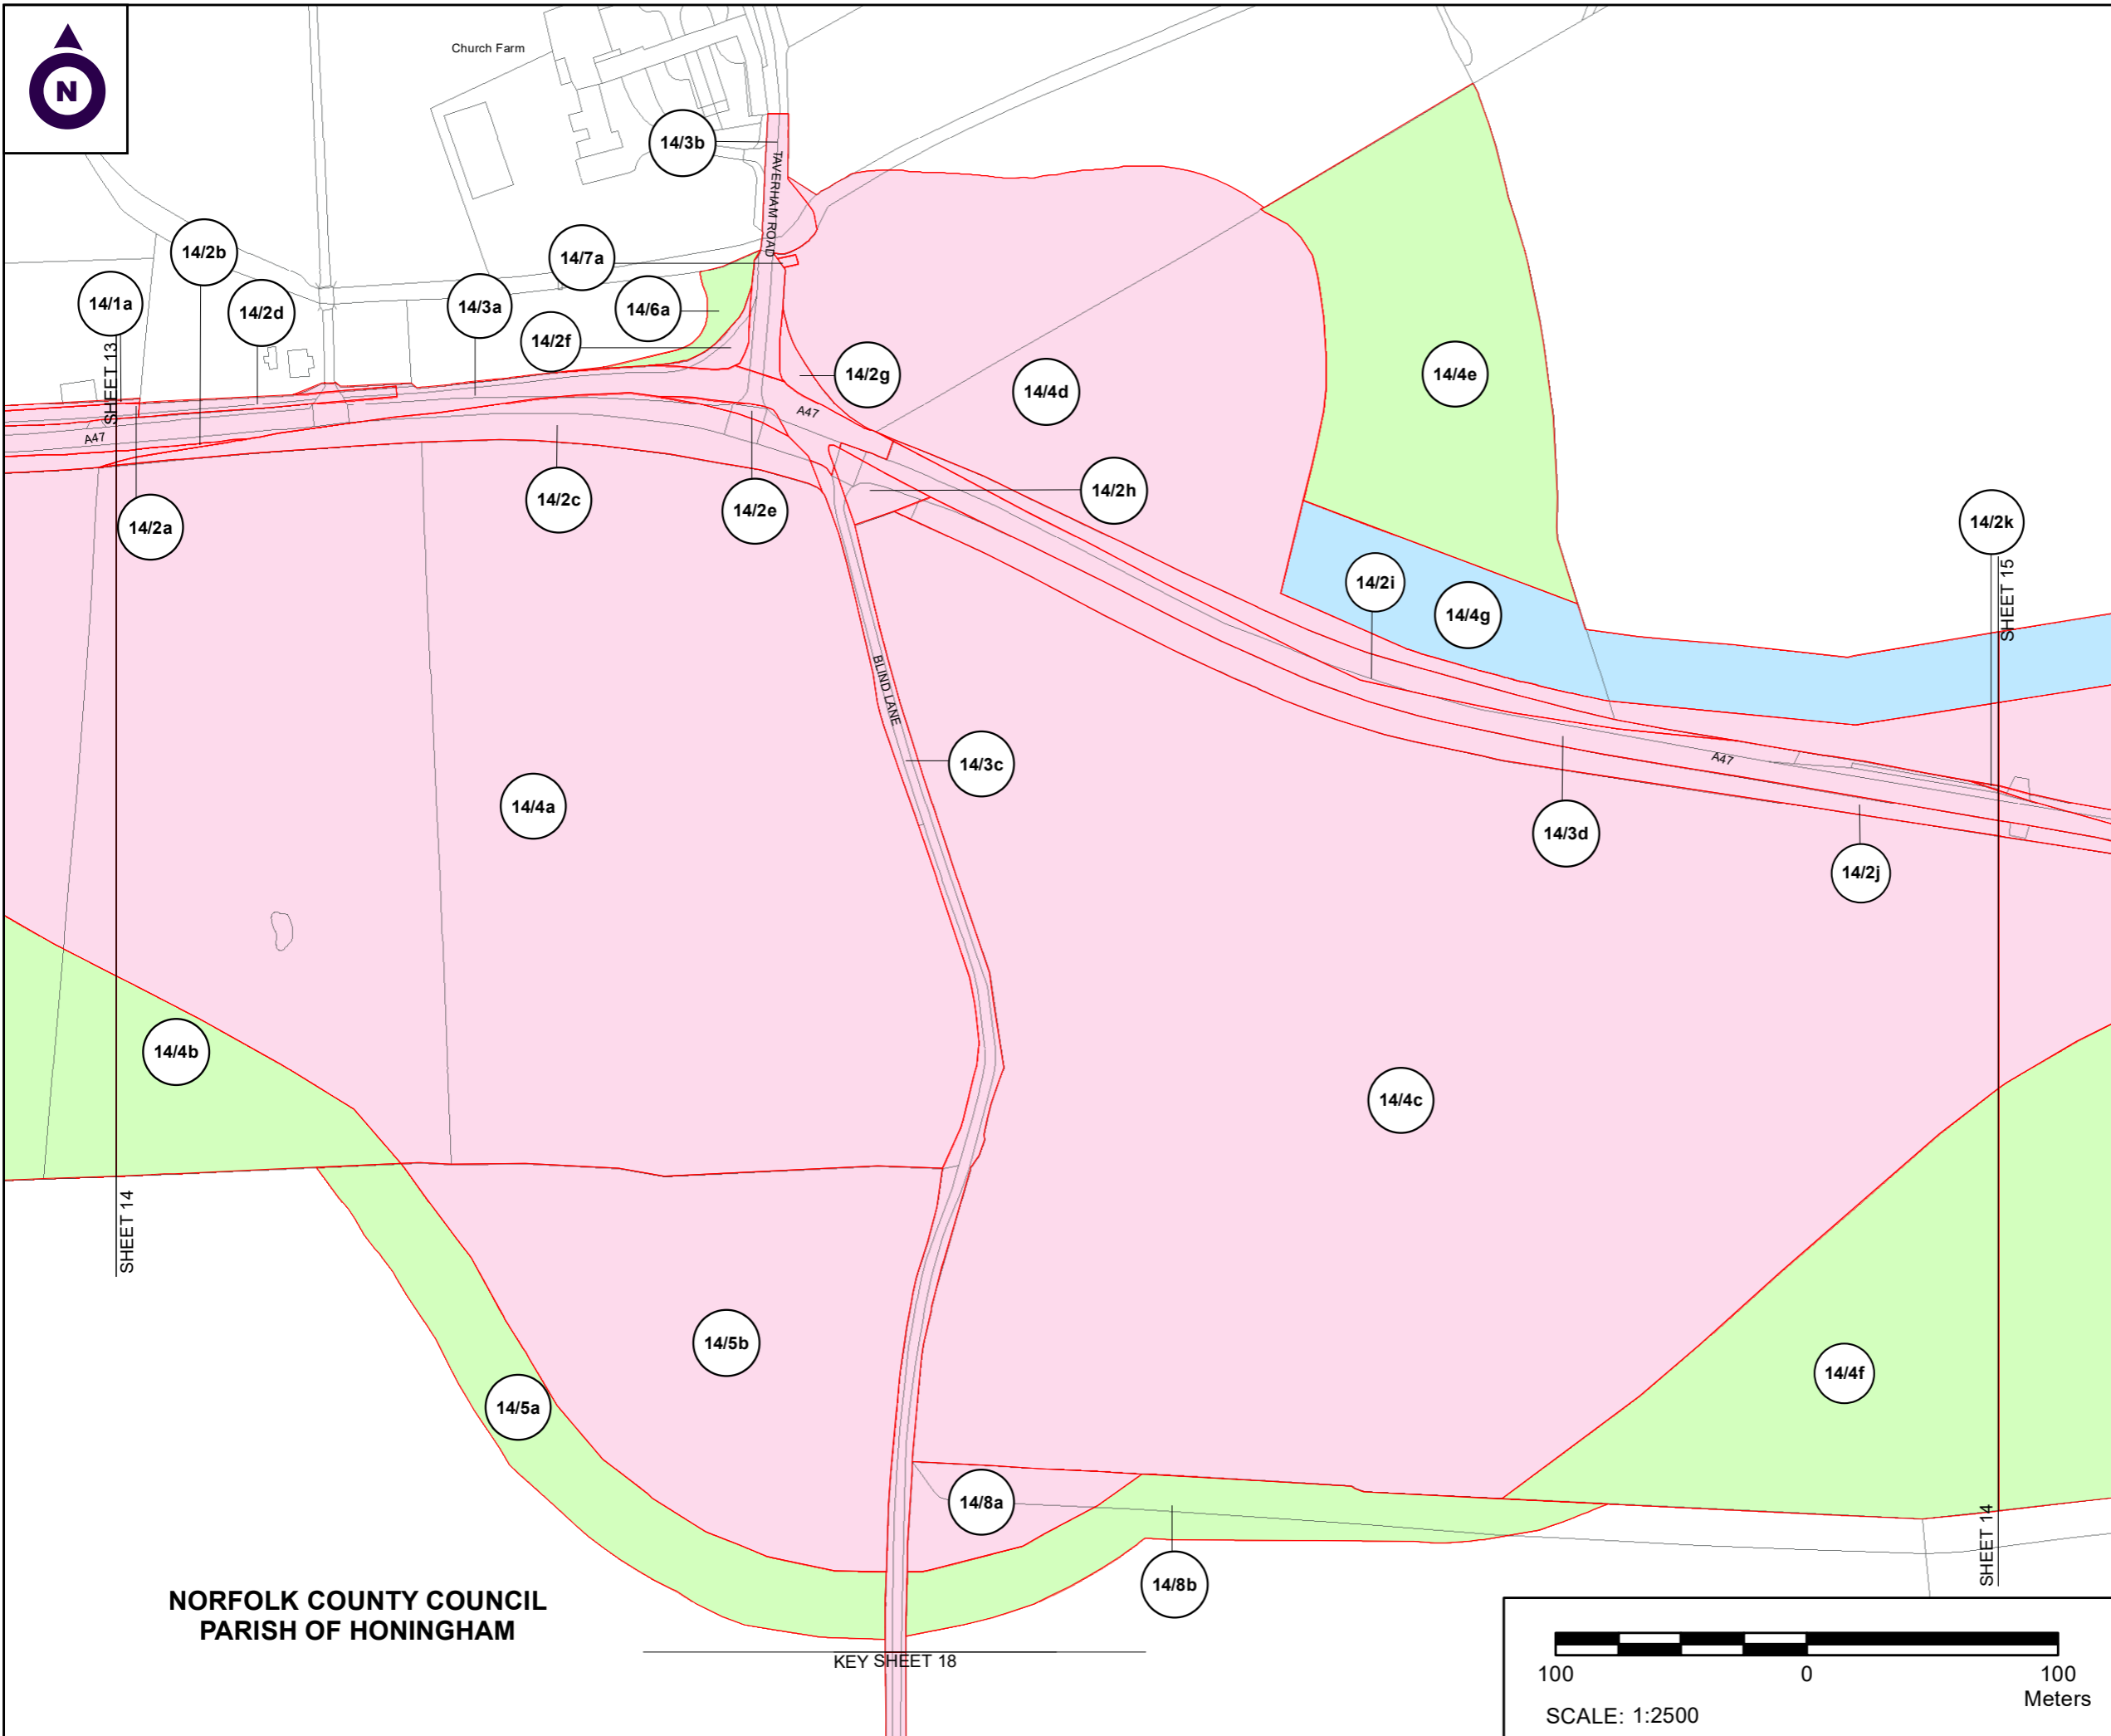 N
Church Farm
14/3b
TAVERHAM ROAD
14/2b
14/7a
14/1a
14/2d
14/3a
14/6a
14/2f
SHEET 13
14/2g
14/4d
14/4e
A47
A47
14/2a
14/2c
14/2e
14/2h
14/2k
14/2i
14/4g
SHEET 15
BLIND LANE
14/3c
A47
14/4a
14/3d
14/2j
14/4b
14/4c
SHEET 14
14/5b
14/5a
14/4f
14/8a
14/8b
SHEET 14
NORFOLK COUNTY COUNCIL
PARISH OF HONINGHAM
KEY SHEET 18
100 0 100
Meters
SCALE: 1:2500